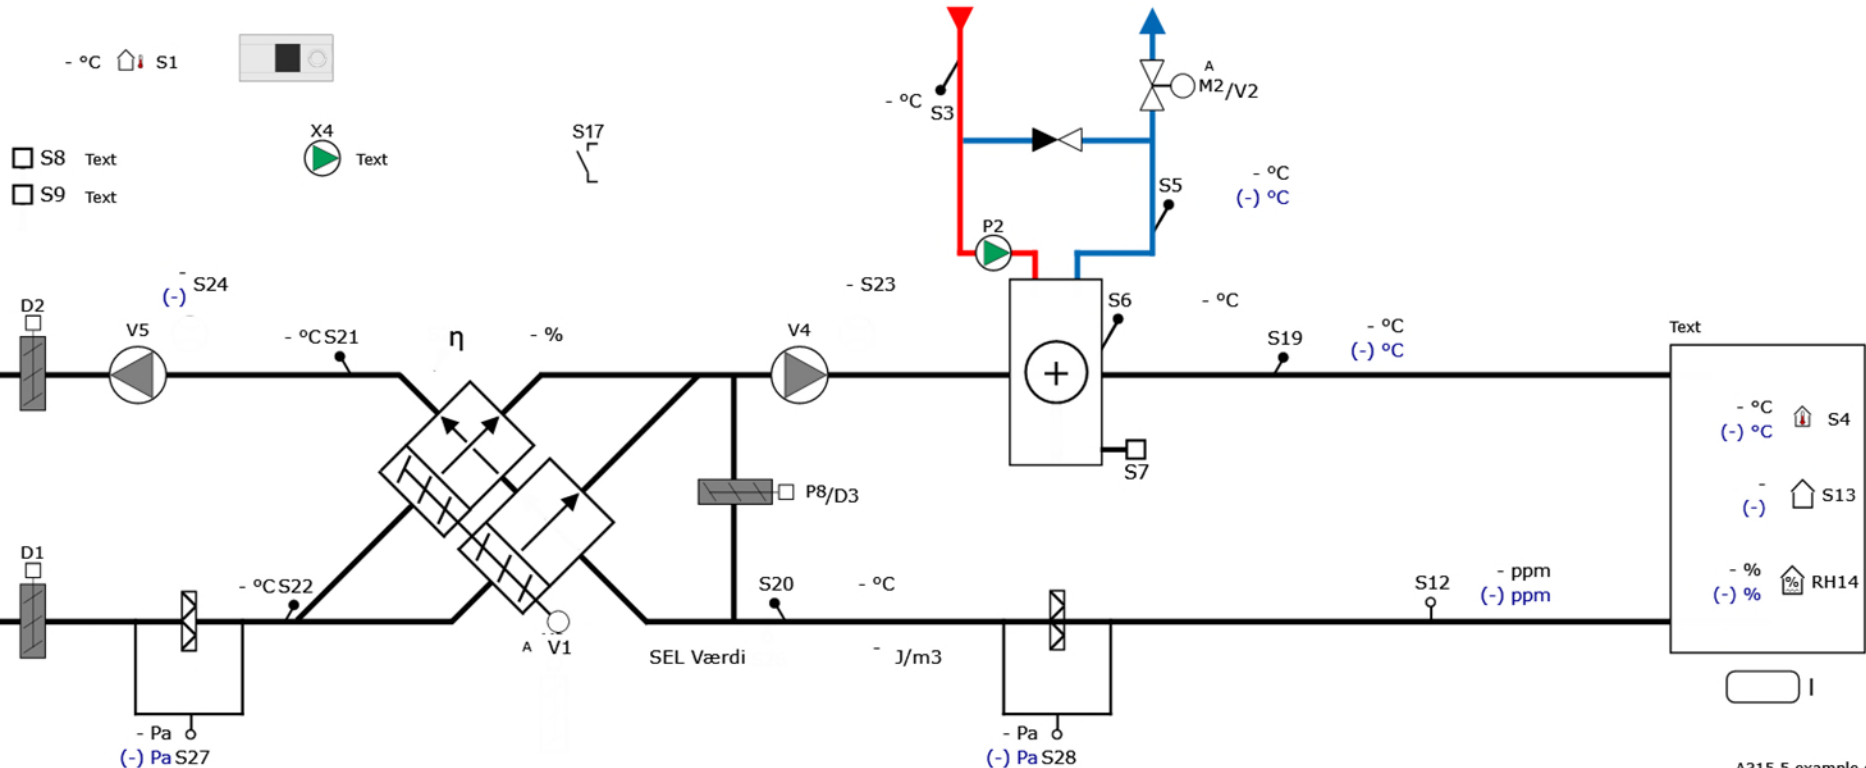 - °C S1
A
M2/V2
- °C S3
X4
Text
S17
S8 Text
S9 Text
S5
- °C
(-) °C
P2
- S24
(-)
- S23
D2
V5
- °C S21
η
- %
V4
S6
- °C
S19
- °C
(-) °C
Text
+
- °C
(-) °C
S4
S7
P8/D3
-
(-)
S13
D1
- °C S22
S20
- °C
S12
- ppm
(-) ppm
- %
(-) %
%
RH14
A
V1
SEL Værdi
- J/m3
I
- Pa
(-) Pa S27
- Pa
(-) Pa S28